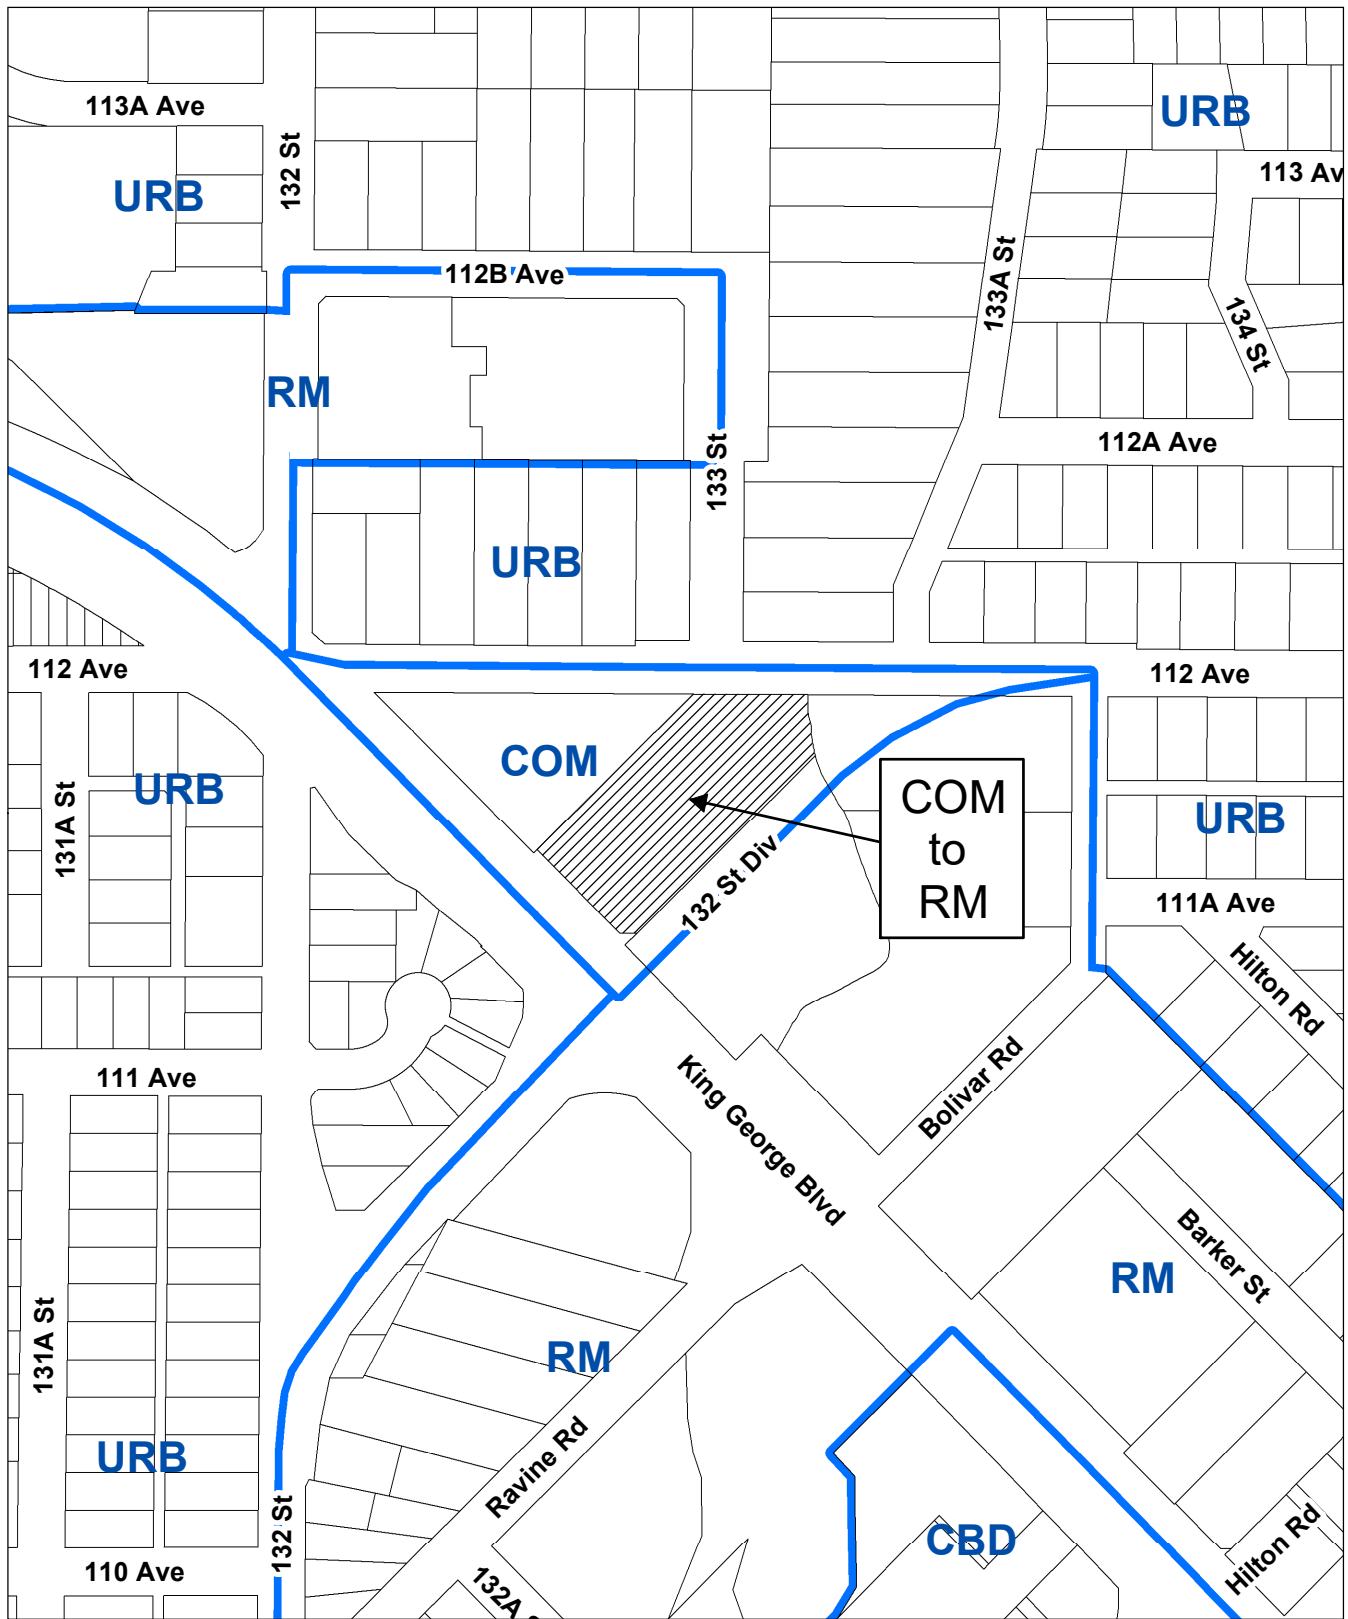 113A Ave
URB
113 Av
URB
132 St
112B Ave
133A St
134 St
RM
112A Ave
133 St
URB
112 Ave
112 Ave
COM
URB
131A St
COM
to
RM
URB
132 St Div
111A Ave
Hilton Rd
111 Ave
King George Blvd
Bolivar Rd
Barker St
RM
131A St
RM
URB
Ravine Rd
132 St
CBD
Hilton Rd
110 Ave
132A